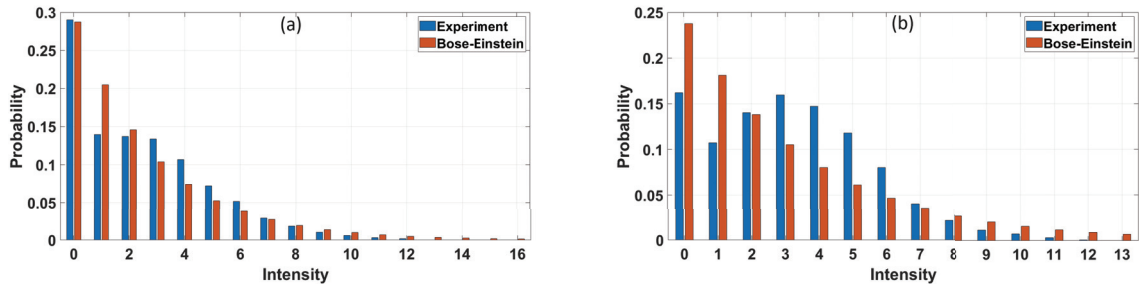 (a)
Experiment
Bose-Einstein
Probability
0.3
0.25
0.2
0.15
0.1
0.05
0
0 2 4 6 8 10 12 14 16
Intensity
(b)
Experiment
Bose-Einstein
Probability
0.25
0.2
0.15
0.1
0.05
0
0 1 2 3 4 5 6 7 8 9 10 11 12 13
Intensity